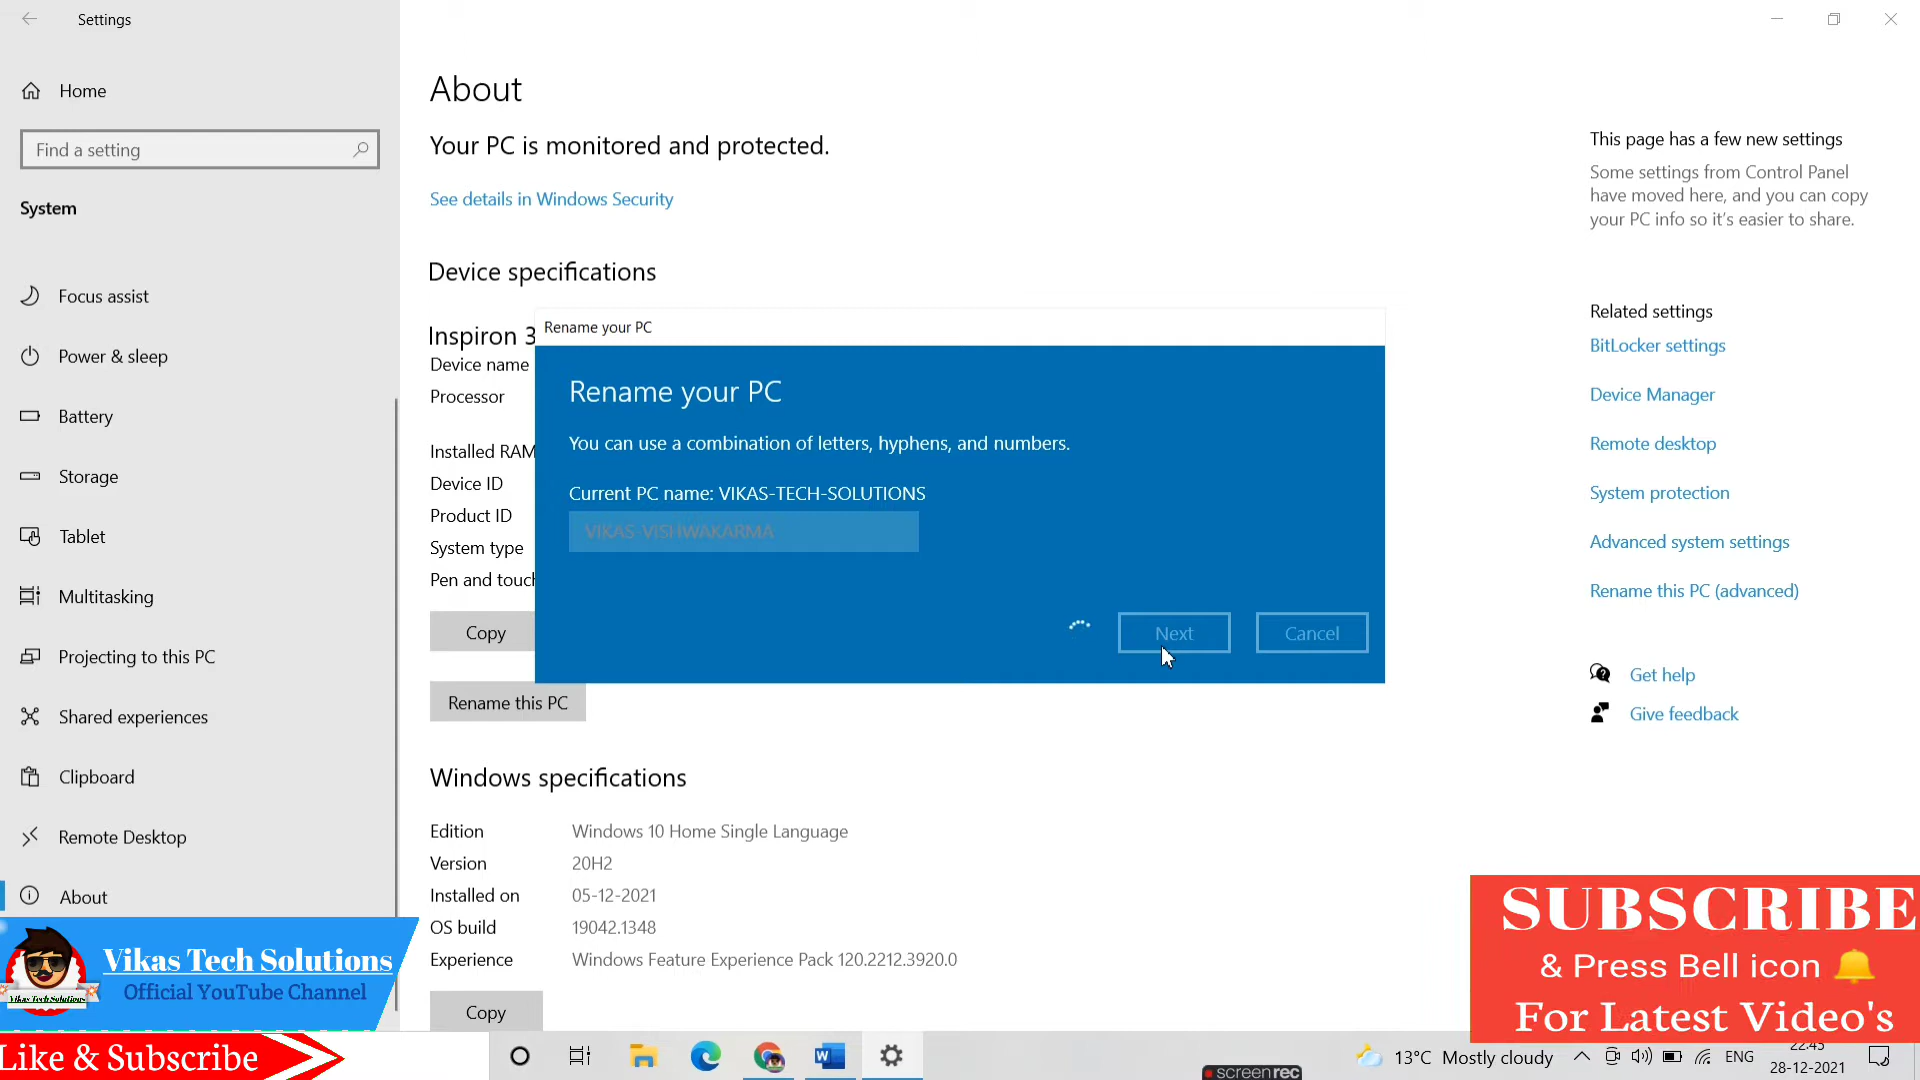 Settings
Home
Find a setting
System
Focus assist
Power & sleep
Battery
Storage
Tablet
Multitasking
Projecting to this PC
Shared experiences
Clipboard
Remote Desktop
About
About
Your PC is monitored and protected.
See details in Windows Security
Device specifications
Inspiron 3
Device name
Processor
Installed RAM
Device ID
Product ID
System type
Pen and touch
Copy
Rename this PC
Rename your PC
Rename your PC
You can use a combination of letters, hyphens, and numbers.
Current PC name: VIKAS-TECH-SOLUTIONS
VIKAS-VISHWAKARMA
Next
Cancel
Windows specifications
Edition Windows 10 Home Single Language
Version 20H2
Installed on 05-12-2021
OS build 19042.1348
Experience Windows Feature Experience Pack 120.2212.3920.0
Copy
This page has a few new settings
Some settings from Control Panel
have moved here, and you can copy
your PC info so it's easier to share.
Related settings
BitLocker settings
Device Manager
Remote desktop
System protection
Advanced system settings
Rename this PC (advanced)
Get help
Give feedback
Vikas Tech Solutions
Official YouTube Channel
Vikas Tech Solutions
Like & Subscribe
SUBSCRIBE
& Press Bell icon 🔔
For Latest Video's
screenrec
13°C Mostly cloudy
ENG
22:45
28-12-2021